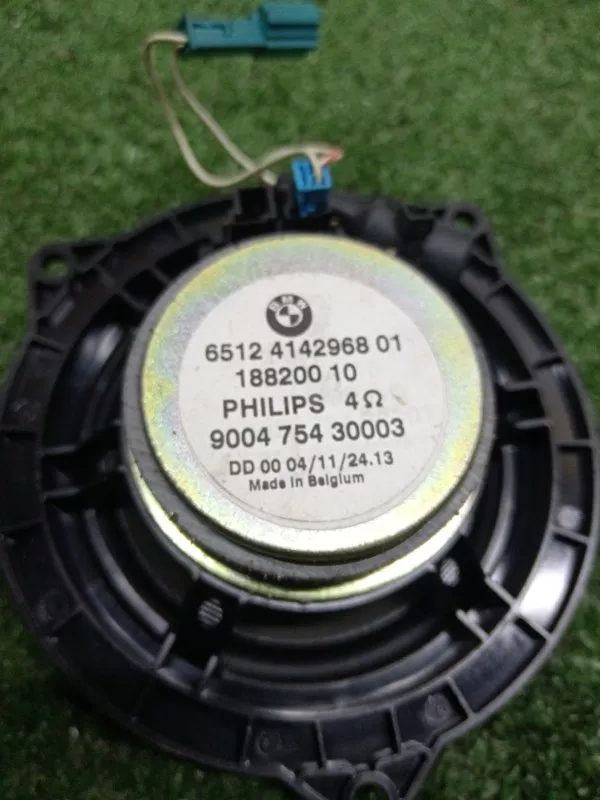 BMW
6512 4142968 01
188200 10
PHILIPS 4Ω
9004 754 30003
DD 00 04/11/24.13
Made in Belgium